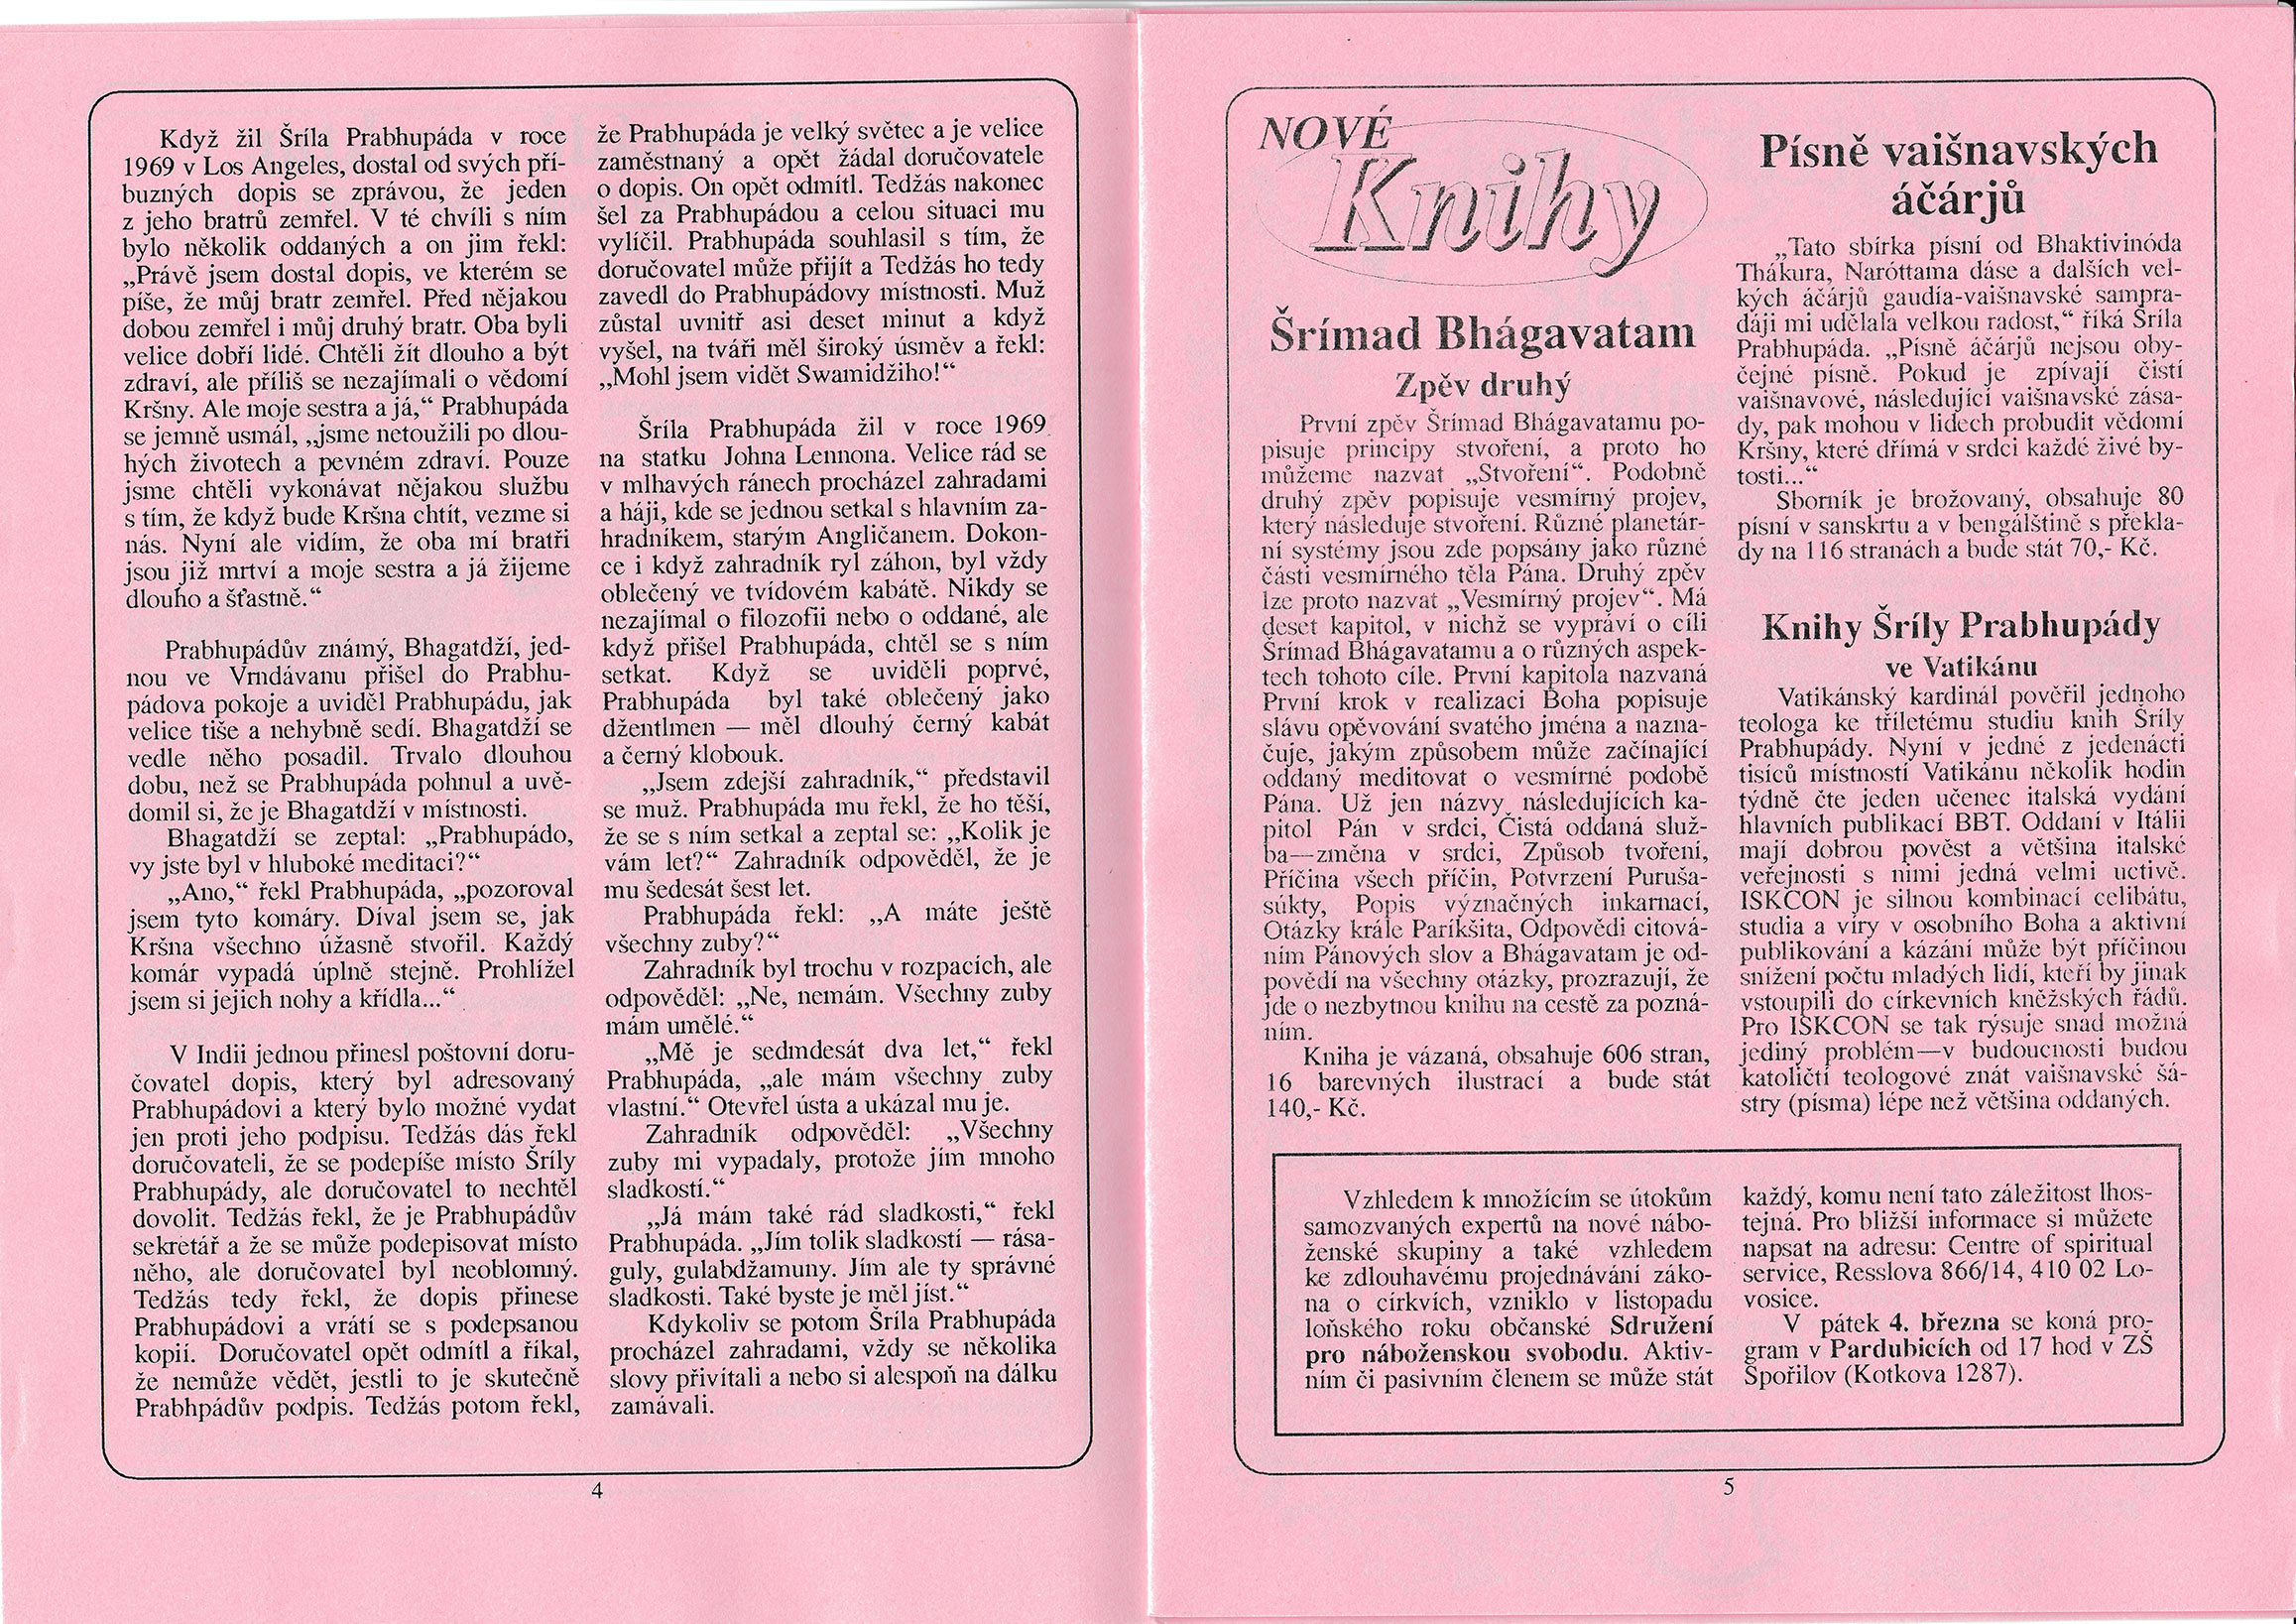 Když žil Šríla Prabhupáda v roce
1969 v Los Angeles, dostal od svých pří-
buzných dopis se zprávou, že jeden
z jeho bratrů zemřel. V té chvíli s ním
bylo několik oddaných a on jim řekl:
„Právě jsem dostal dopis, ve kterém se
píše, že můj bratr zemřel. Před nějakou
dobou zemřel i můj druhý bratr. Oba byli
velice dobří lidé. Chtěli žít dlouho a být
zdraví, ale příliš se nezajímali o vědomí
Kršny. Ale moje sestra a já,“ Prabhupáda
se jemně usmál, „jsme netoužili po dlou-
hých životech a pevném zdraví. Pouze
jsme chtěli vykonávat nějakou službu
s tím, že když bude Kršna chtít, vezme si
nás. Nyní ale vidím, že oba mí bratři
jsou již mrtví a moje sestra a já žijeme
dlouho a šťastně.“
Prabhupádův známý, Bhagatdží, jed-
nou ve Vrndávanu přišel do Prabhu-
pádova pokoje a uviděl Prabhupádu, jak
velice tiše a nehybně sedí. Bhagatdží se
vedle něho posadil. Trvalo dlouhou
dobu, než se Prabhupáda pohnul a uvě-
domil si, že je Bhagatdží v místnosti.
Bhagatdží se zeptal: „Prabhupádo,
vy jste byl v hluboké meditaci?“
„Ano,“ řekl Prabhupáda, „pozoroval
jsem tyto komáry. Díval jsem se, jak
Kršna všechno úžasně stvořil. Každý
komár vypadá úplně stejně. Prohlížel
jsem si jejich nohy a křídla...“
V Indii jednou přinesl poštovní doru-
čovatel dopis, který byl adresovaný
Prabhupádovi a který bylo možné vydat
jen proti jeho podpisu. Tedžás dás řekl
doručovateli, že se podepíše místo Šríly
Prabhupády, ale doručovatel to nechtěl
dovolit. Tedžás řekl, že je Prabhupádův
sekretář a že se může podepisovat místo
něho, ale doručovatel byl neoblomný.
Tedžás tedy řekl, že dopis přinese
Prabhupádovi a vrátí se s podepsanou
kopií. Doručovatel opět odmítl a říkal,
že nemůže vědět, jestli to je skutečně
Prabhpádův podpis. Tedžás potom řekl,
že Prabhupáda je velký světec a je velice
zaměstnaný a opět žádal doručovatele
o dopis. On opět odmítl. Tedžás nakonec
šel za Prabhupádou a celou situaci mu
vylíčil. Prabhupáda souhlasil s tím, že
doručovatel může přijít a Tedžás ho tedy
zavedl do Prabhupádovy místnosti. Muž
zůstal uvnitř asi deset minut a když
vyšel, na tváři měl široký úsměv a řekl:
„Mohl jsem vidět Swamidžiho!“
Šríla Prabhupáda žil v roce 1969
na statku Johna Lennona. Velice rád se
v mlhavých ránech procházel zahradami
a háji, kde se jednou setkal s hlavním za-
hradníkem, starým Angličanem. Dokon-
ce i když zahradník ryl záhon, byl vždy
oblečený ve tvídovém kabátě. Nikdy se
nezajímal o filozofii nebo o oddané, ale
když přišel Prabhupáda, chtěl se s ním
setkat. Když se uviděli poprvé,
Prabhupáda byl také oblečený jako
džentlmen — měl dlouhý černý kabát
a černý klobouk.
„Jsem zdejší zahradník,“ představil
se muž. Prabhupáda mu řekl, že ho těší,
že se s ním setkal a zeptal se: „Kolik je
vám let?“ Zahradník odpověděl, že je
mu šedesát šest let.
Prabhupáda řekl: „A máte ještě
všechny zuby?“
Zahradník byl trochu v rozpacích, ale
odpověděl: „Ne, nemám. Všechny zuby
mám umělé.“
„Mě je sedmdesát dva let,“ řekl
Prabhupáda, „ale mám všechny zuby
vlastní.“ Otevřel ústa a ukázal mu je.
Zahradník odpověděl: „Všechny
zuby mi vypadaly, protože jím mnoho
sladkostí.“
„Já mám také rád sladkosti,“ řekl
Prabhupáda. „Jím tolik sladkostí — rása-
guly, gulabdžamuny. Jím ale ty správné
sladkosti. Také byste je měl jíst.“
Kdykoliv se potom Šríla Prabhupáda
procházel zahradami, vždy se několika
slovy přivítali a nebo si alespoň na dálku
zamávali.
4
NOVÉ
Knihy
Šrímad Bhágavatam
Zpěv druhý
První zpěv Šrímad Bhágavatamu po-
pisuje principy stvoření, a proto ho
můžeme nazvat „Stvoření“. Podobně
druhý zpěv popisuje vesmírný projev,
který následuje stvoření. Různé planetár-
ní systémy jsou zde popsány jako různé
části vesmírného těla Pána. Druhý zpěv
lze proto nazvat „Vesmírný projev“. Má
deset kapitol, v nichž se vypráví o cíli
Šrímad Bhágavatamu a o různých aspek-
tech tohoto cíle. První kapitola nazvaná
První krok v realizaci Boha popisuje
slávu opěvování svatého jména a nazna-
čuje, jakým způsobem může začínající
oddaný meditovat o vesmírné podobě
Pána. Už jen názvy následujících ka-
pitol Pán v srdci, Čistá oddaná služ-
ba—změna v srdci, Způsob tvoření,
Příčina všech příčin, Potvrzení Puruša-
súkty, Popis význačných inkarnací,
Otázky krále Paríkšita, Odpovědi citová-
ním Pánových slov a Bhágavatam je od-
povědí na všechny otázky, prozrazují, že
jde o nezbytnou knihu na cestě za pozná-
ním.
Kniha je vázaná, obsahuje 606 stran,
16 barevných ilustrací a bude stát
140,- Kč.
Písně vaišnavských
áčárjů
„Tato sbírka písní od Bhaktivinóda
Thákura, Naróttama dáse a dalších vel-
kých áčárjů gaudía-vaišnavské sampra-
dáji mi udělala velkou radost,“ říká Šríla
Prabhupáda. „Písně áčárjů nejsou oby-
čejné písně. Pokud je zpívají čistí
vaišnavové, následující vaišnavské zása-
dy, pak mohou v lidech probudit vědomí
Kršny, které dřímá v srdci každé živé by-
tosti...“
Sborník je brožovaný, obsahuje 80
písní v sanskrtu a v bengálštině s překla-
dy na 116 stranách a bude stát 70,- Kč.
Knihy Šríly Prabhupády
ve Vatikánu
Vatikánský kardinál pověřil jednoho
teologa ke tříletému studiu knih Šríly
Prabhupády. Nyní v jedné z jedenácti
tisíců místností Vatikánu několik hodin
týdně čte jeden učenec italská vydání
hlavních publikací BBT. Oddaní v Itálii
mají dobrou pověst a většina italské
veřejnosti s nimi jedná velmi uctivě.
ISKCON je silnou kombinací celibátu,
studia a víry v osobního Boha a aktivní
publikování a kázání může být příčinou
snížení počtu mladých lidí, kteří by jinak
vstoupili do církevních kněžských řádů.
Pro ISKCON se tak rýsuje snad možná
jediný problém—v budoucnosti budou
katoličtí teologové znát vaišnavské šá-
stry (písma) lépe než většina oddaných.
Vzhledem k množícím se útokům
samozvaných expertů na nové nábo-
ženské skupiny a také vzhledem
ke zdlouhavému projednávání záko-
na o církvích, vzniklo v listopadu
loňského roku občanské Sdružení
pro náboženskou svobodu. Aktiv-
ním či pasivním členem se může stát
každý, komu není tato záležitost lhos-
tejná. Pro bližší informace si můžete
napsat na adresu: Centre of spiritual
service, Resslova 866/14, 410 02 Lo-
vosice.
V pátek 4. března se koná pro-
gram v Pardubicích od 17 hod v ZŠ
Spořilov (Kotkova 1287).
5